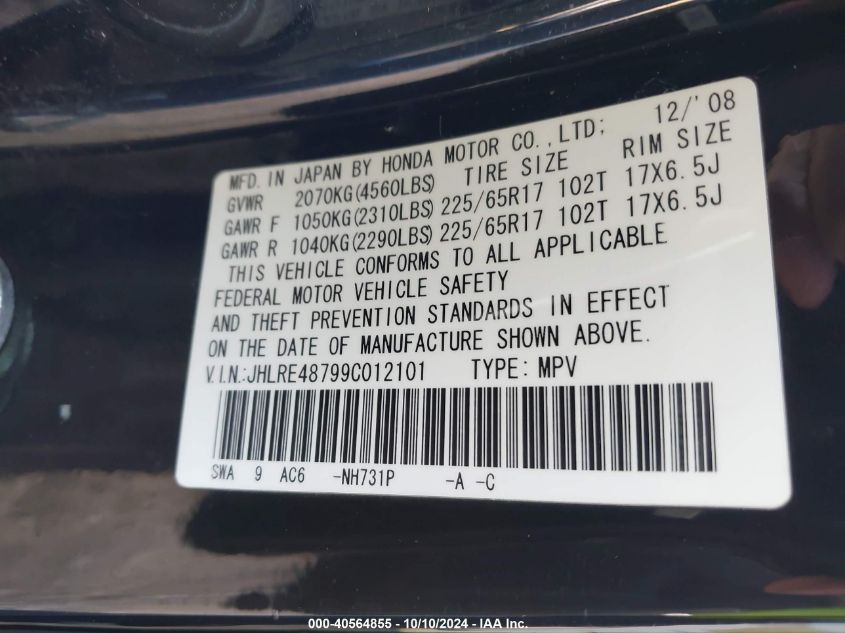 MFD. IN JAPAN BY HONDA MOTOR CO., LTD; 12/'08
GVWR 2070KG(4560LBS) TIRE SIZE RIM SIZE
GAWR F 1050KG(2310LBS) 225/65R17 102T 17X6.5J
GAWR R 1040KG(2290LBS) 225/65R17 102T 17X6.5J
THIS VEHICLE CONFORMS TO ALL APPLICABLE
FEDERAL MOTOR VEHICLE SAFETY
AND THEFT PREVENTION STANDARDS IN EFFECT
ON THE DATE OF MANUFACTURE SHOWN ABOVE.
V.I.N.:JHLRE48799C012101 TYPE: MPV
SWA 9 AC6 -NH731P -A -C
000-40564855 - 10/10/2024 - IAA Inc.